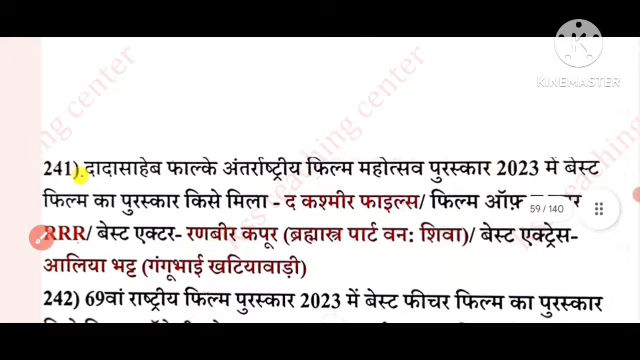 KINEMASTER
241) दादासाहेब फाल्के अंतर्राष्ट्रीय फिल्म महोत्सव पुरस्कार 2023 में बेस्ट
फिल्म का पुरस्कार किसे मिला - द कश्मीर फाइल्स/ फिल्म ऑफ़
59 / 140
RRR/ बेस्ट एक्टर- रणबीर कपूर (ब्रह्मास्त्र पार्ट वन: शिवा)/ बेस्ट एक्ट्रेस-
आलिया भट्ट (गंगूभाई खटियावाड़ी)
242) 69वां राष्ट्रीय फिल्म पुरस्कार 2023 में बेस्ट फीचर फिल्म का पुरस्कार